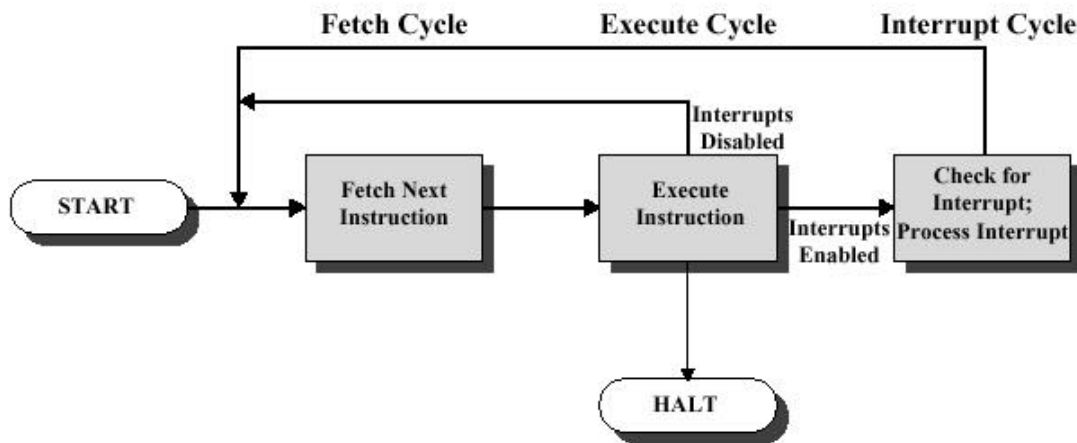 Fetch Cycle
Execute Cycle
Interrupt Cycle
Interrupts
Disabled
START
Fetch Next
Instruction
Execute
Instruction
Interrupts
Enabled
Check for
Interrupt;
Process Interrupt
HALT